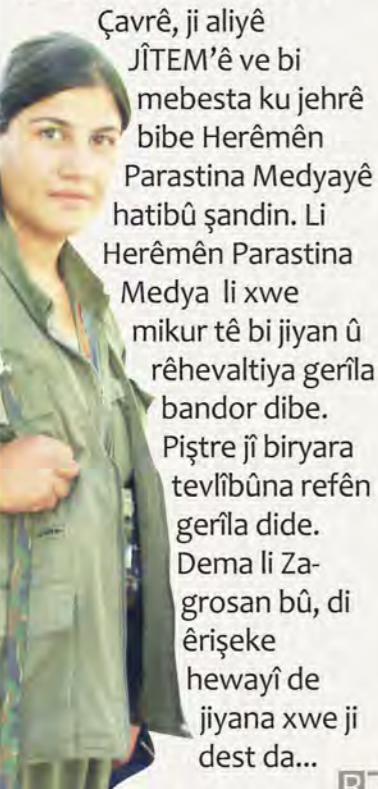 Çavrê, ji aliyê
JÎTEM’ê ve bi
mebesta ku jehrê
bibe Herêmên
Parastina Medyayê
hatibû şandin. Li
Herêmên Parastina
Medya li xwe
mikur tê bi jiyan û
rêhevaltiya gerîla
bandor dibe.
Piştre jî biryara
tevlîbûna refên
gerîla dide.
Dema li Za-
grosan bû, di
êrişeke
hewayî de
jiyana xwe ji
dest da...